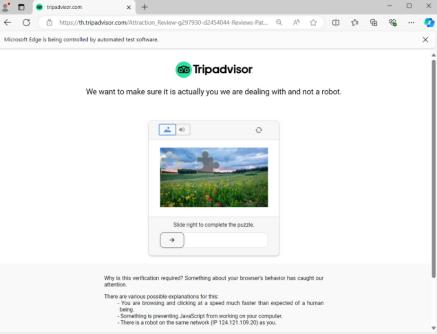 tripadvisor.com
https://th.tripadvisor.com/Attraction_Review-g297930-d2454044-Reviews-Pat...
Microsoft Edge is being controlled by automated test software.
Tripadvisor
We want to make sure it is actually you we are dealing with and not a robot.
Slide right to complete the puzzle.
Why is this verification required? Something about your browser's behavior has caught our
attention.
There are various possible explanations for this:
- You are browsing and clicking at a speed much faster than expected of a human
being.
- Something is preventing JavaScript from working on your computer.
- There is a robot on the same network (IP 124.121.109.20) as you.